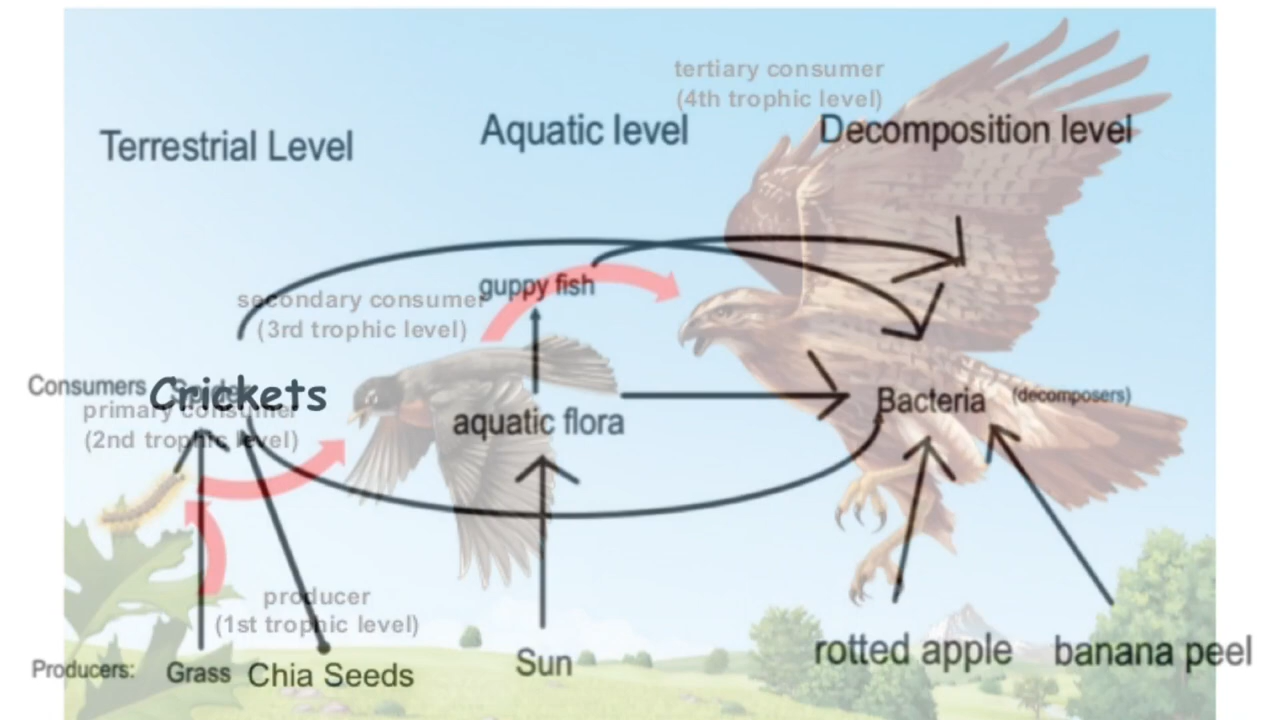 tertiary consumer
(4th trophic level)
Terrestrial Level
Aquatic level
Decomposition level
guppy fish
secondary consumer
(3rd trophic level)
Consumers
Crickets
primary consumer
(2nd trophic level)
aquatic flora
Bacteria
(decomposers)
producer
(1st trophic level)
Producers:
Grass
Chia Seeds
Sun
rotted apple
banana peel